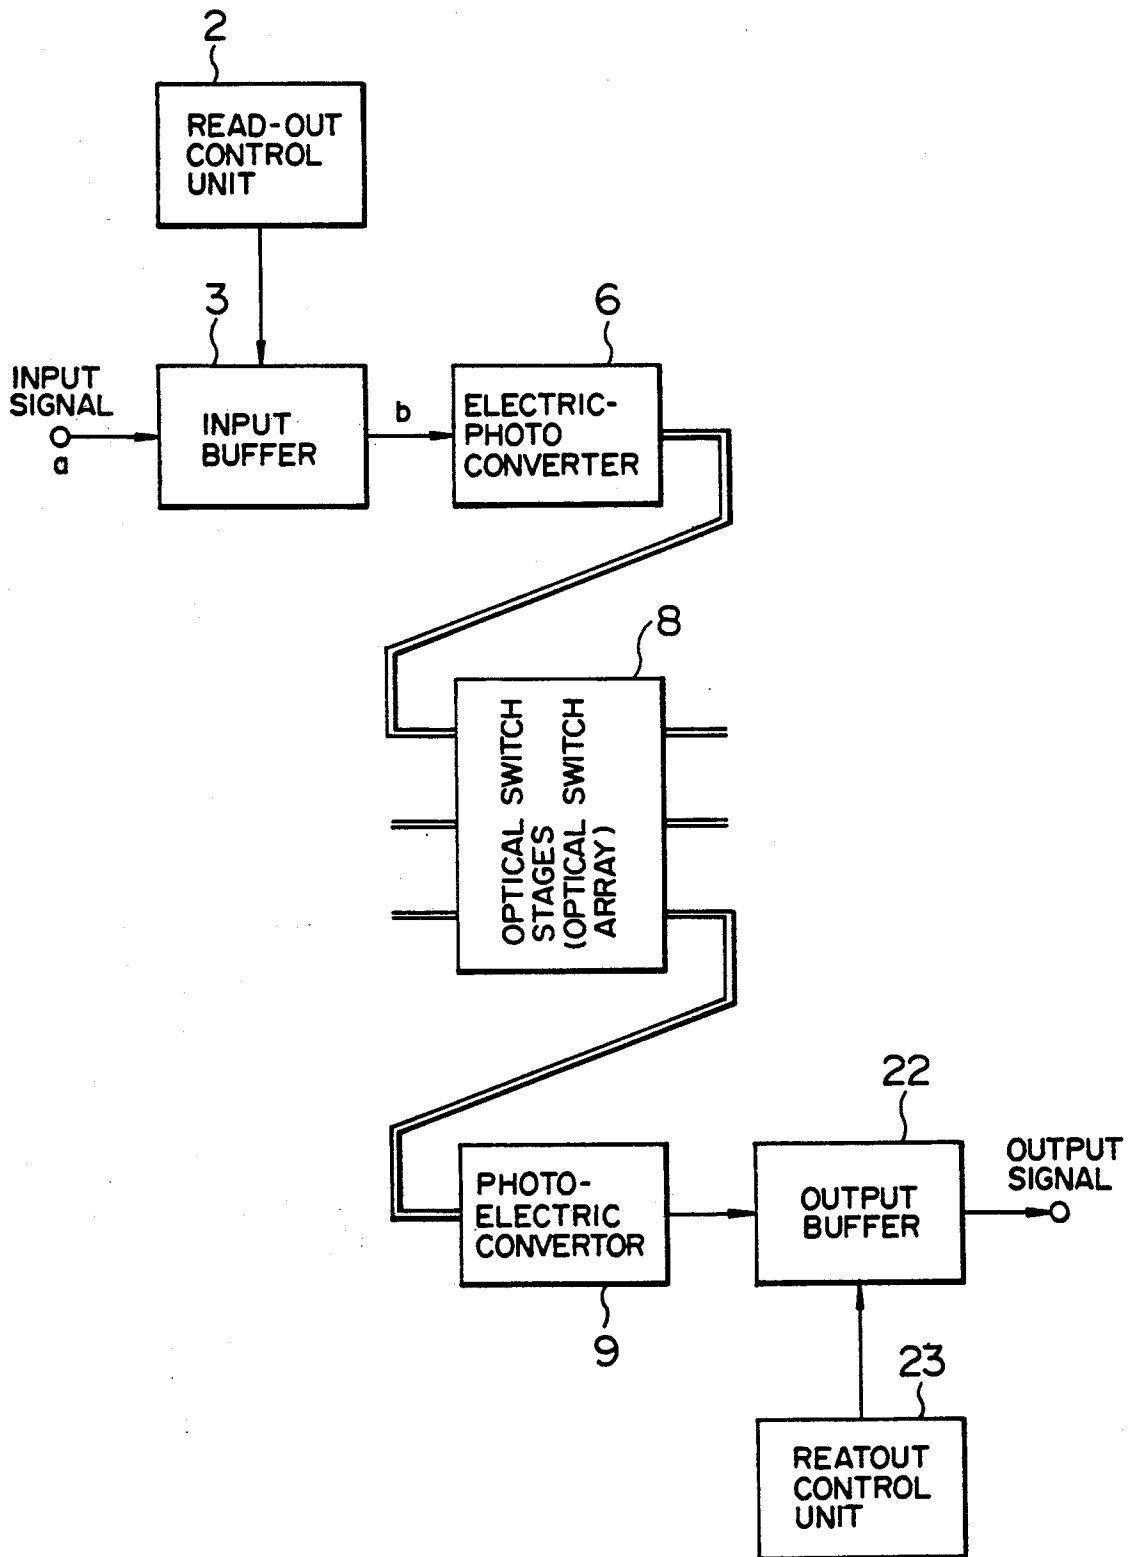 2
READ-OUT
CONTROL
UNIT
3
6
INPUT
SIGNAL
a
INPUT
BUFFER
b
ELECTRIC-
PHOTO
CONVERTER
8
OPTICAL SWITCH
STAGES
(OPTICAL SWITCH
ARRAY)
22
PHOTO-
ELECTRIC
CONVERTOR
9
OUTPUT
BUFFER
OUTPUT
SIGNAL
23
REATOUT
CONTROL
UNIT